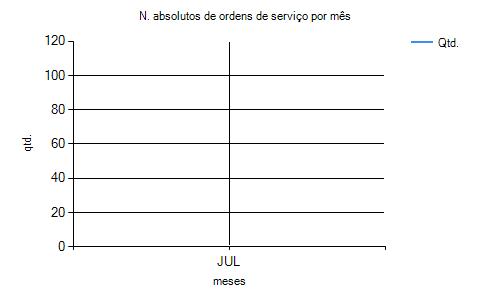 N. absolutos de ordens de serviço por mês
Qtd.
120
100
80
60
40
20
0
qtd.
JUL
meses